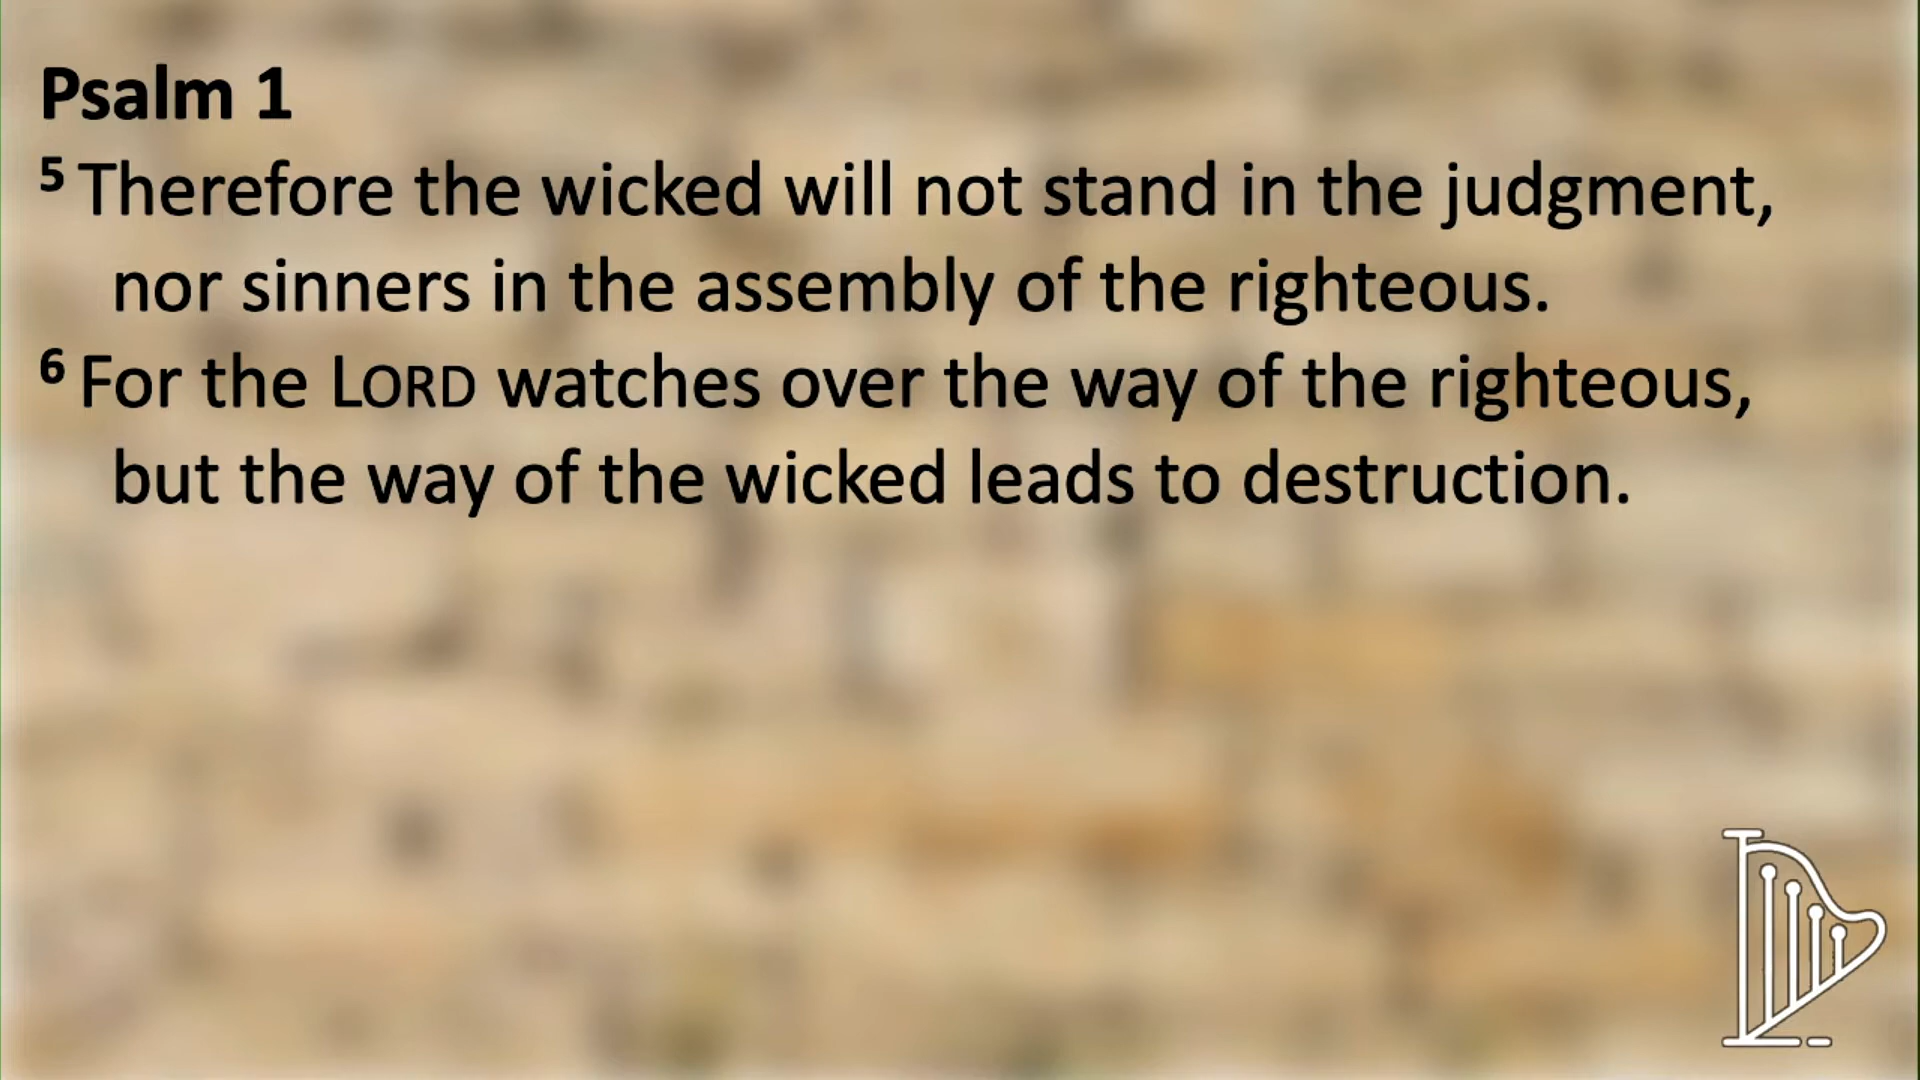 Psalm 1
5 Therefore the wicked will not stand in the judgment,
nor sinners in the assembly of the righteous.
6 For the LORD watches over the way of the righteous,
but the way of the wicked leads to destruction.